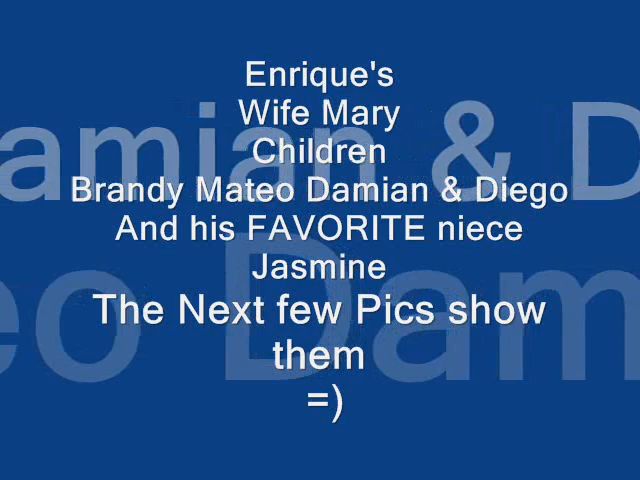 Enrique's
Wife Mary
Children
Brandy Mateo Damian & Diego
And his FAVORITE niece
Jasmine
The Next few Pics show
them
=)